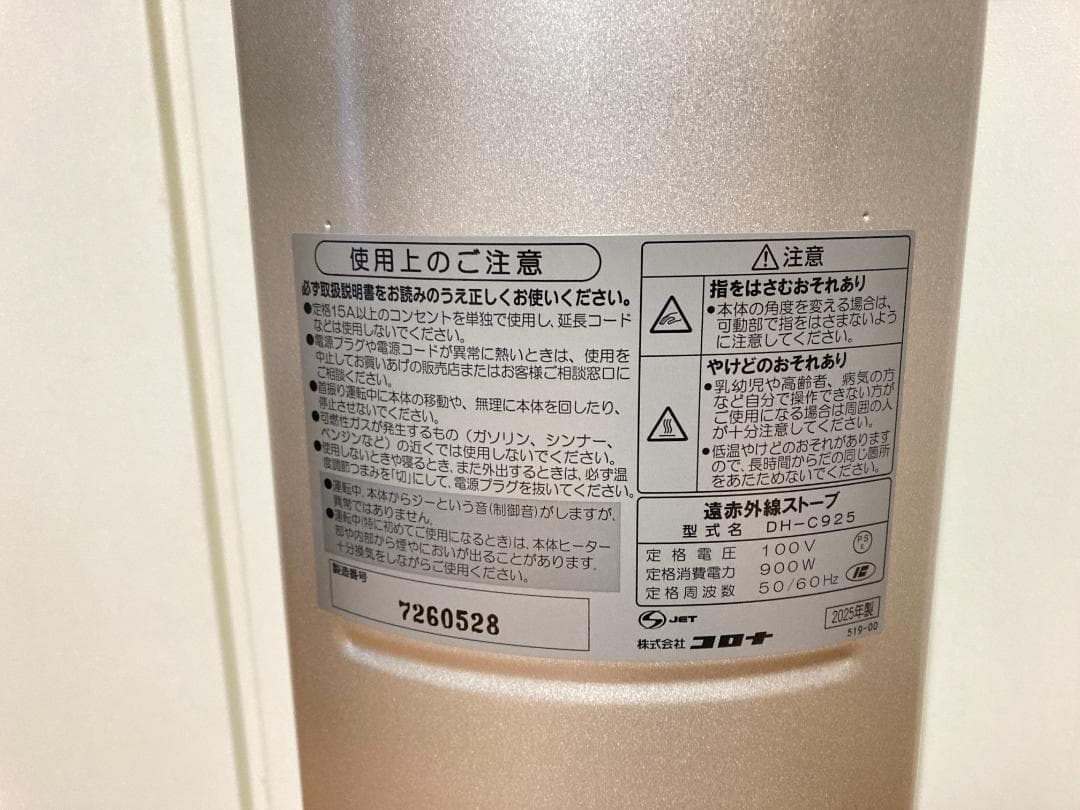 使用上のご注意
必ず取扱説明書をお読みのうえ正しくお使いください。
●定格15A以上のコンセントを単独で使用し、延長コード
などは使用しないでください。
●電源プラグや電源コードが異常に熱いときは、使用を
中止してお買いあげの販売店またはお客様ご相談窓口に
ご相談ください。
●首振り運転中に本体の移動や、無理に本体を回したり、
停止させないでください。
●可燃性ガスが発生するもの（ガソリン、シンナー、
ベンジンなど）の近くでは使用しないでください。
●使用しないときや寝るとき、また外出するときは、必ず温
度調節つまみを「切」にして、電源プラグを抜いてください。
●運転中、本体からジーという音（制御音）がしますが、
異常ではありません。
●運転中（特に初めてご使用になるとき）は、本体ヒーター
部や内部から煙やにおいが出ることがあります。
十分換気をしながらご使用ください。
製造番号
7260528
注意
指をはさむおそれあり
●本体の角度を変える場合は、
可動部で指をはさまないよう
に注意してください。
やけどのおそれあり
●乳幼児や高齢者、病気の方
など自分で操作できない方が
ご使用になる場合は周囲の人
が十分注意してください。
●低温やけどのおそれがあります
ので、長時間からだの同じ箇所
をあたためないでください。
遠赤外線ストーブ
型式名 DH-C925
定格電圧 100V
PS
E
定格消費電力 900W
定格周波数 50/60Hz
JET
2025年製
株式会社 コロナ
519-00